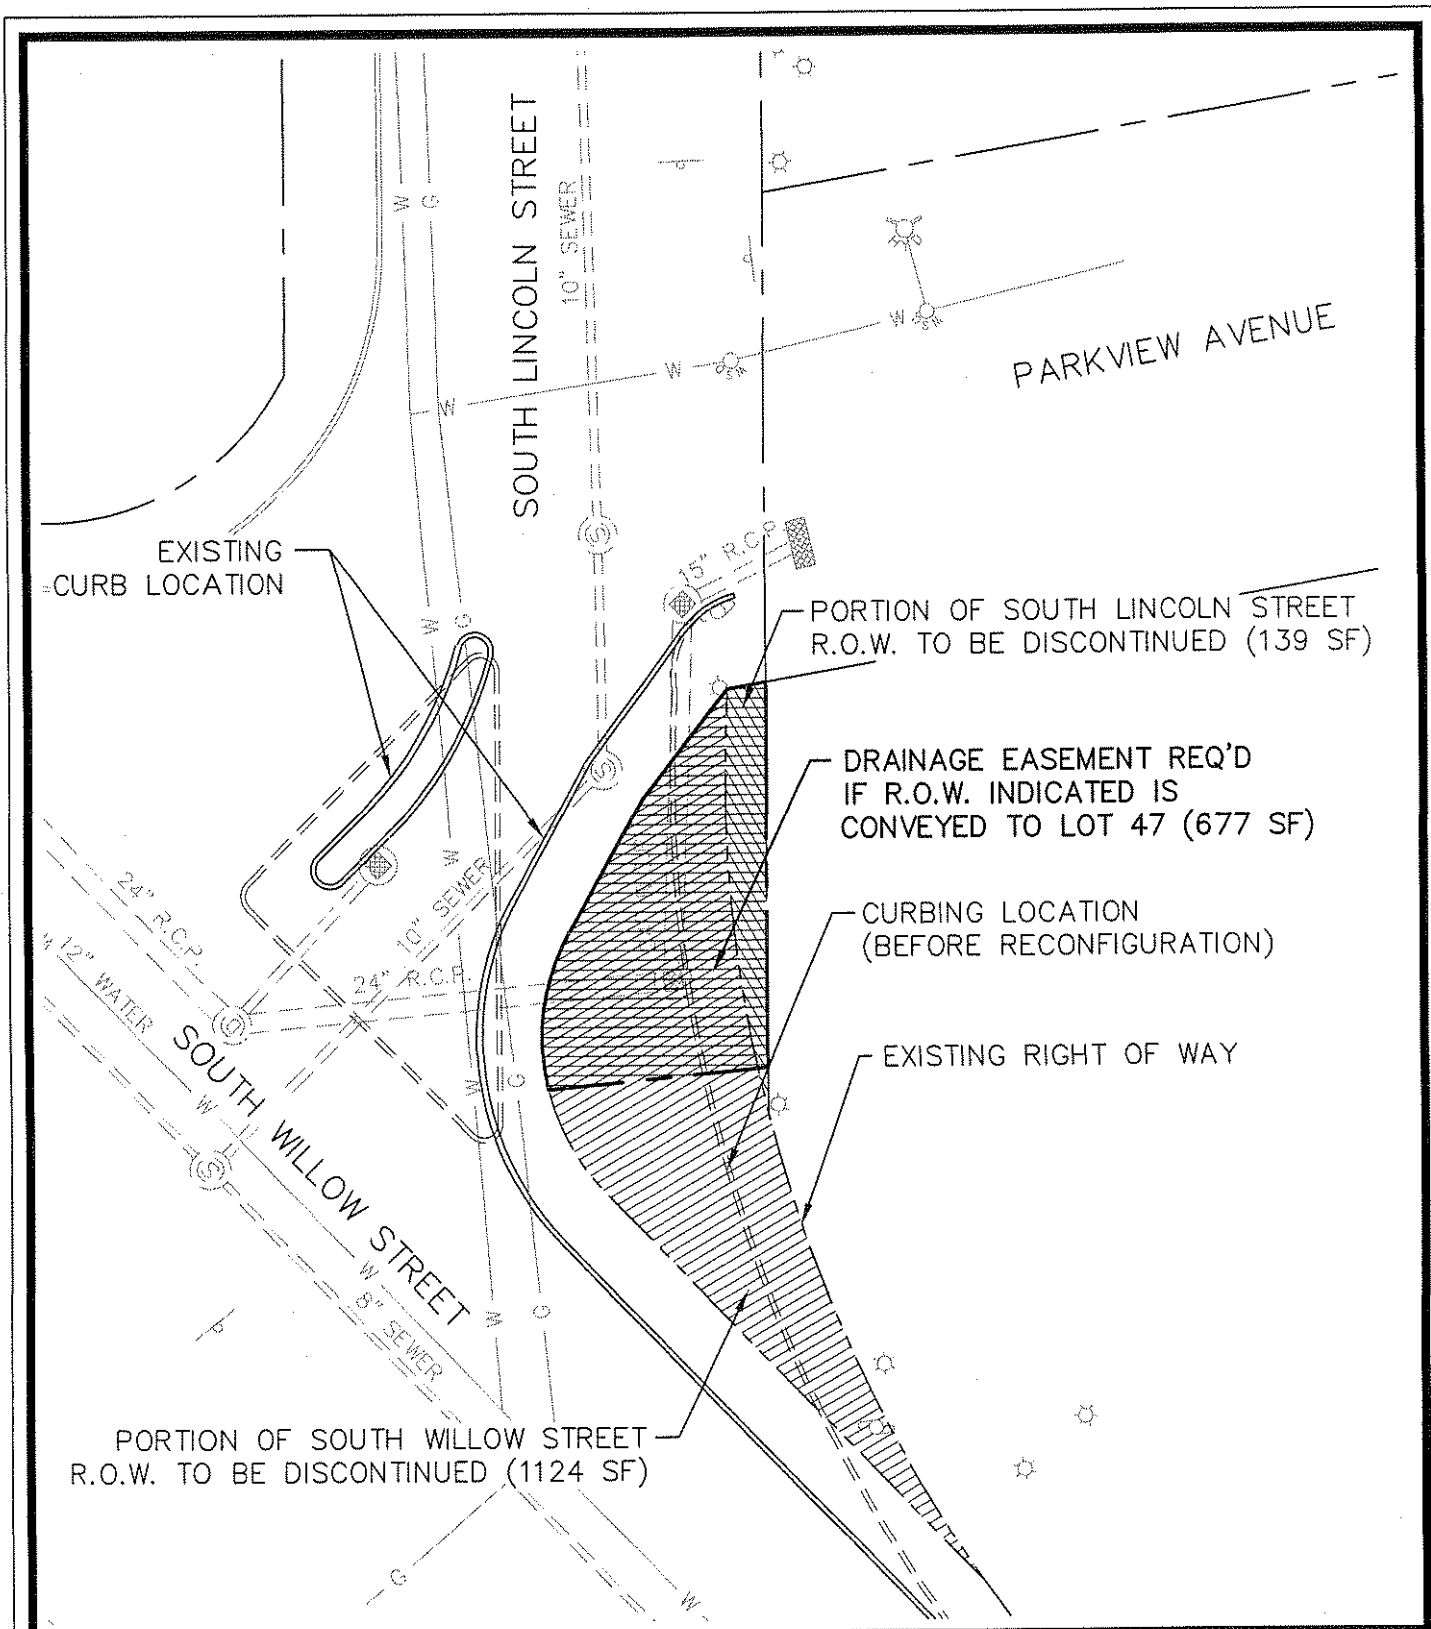 SOUTH LINCOLN STREET
10" SEWER
W
G
W
W
W
PARKVIEW AVENUE
EXISTING
CURB LOCATION
15" R.C.P.
W
G
S
PORTION OF SOUTH LINCOLN STREET
R.O.W. TO BE DISCONTINUED (139 SF)
S
DRAINAGE EASEMENT REQ'D
IF R.O.W. INDICATED IS
CONVEYED TO LOT 47 (677 SF)
W
24" R.C.P.
10" SEWER
CURBING LOCATION
(BEFORE RECONFIGURATION)
12" WATER
24" R.C.P.
D
EXISTING RIGHT OF WAY
SOUTH WILLOW STREET
W
W
G
S
W
8" SEWER
W
G
PORTION OF SOUTH WILLOW STREET
R.O.W. TO BE DISCONTINUED (1124 SF)
G
W